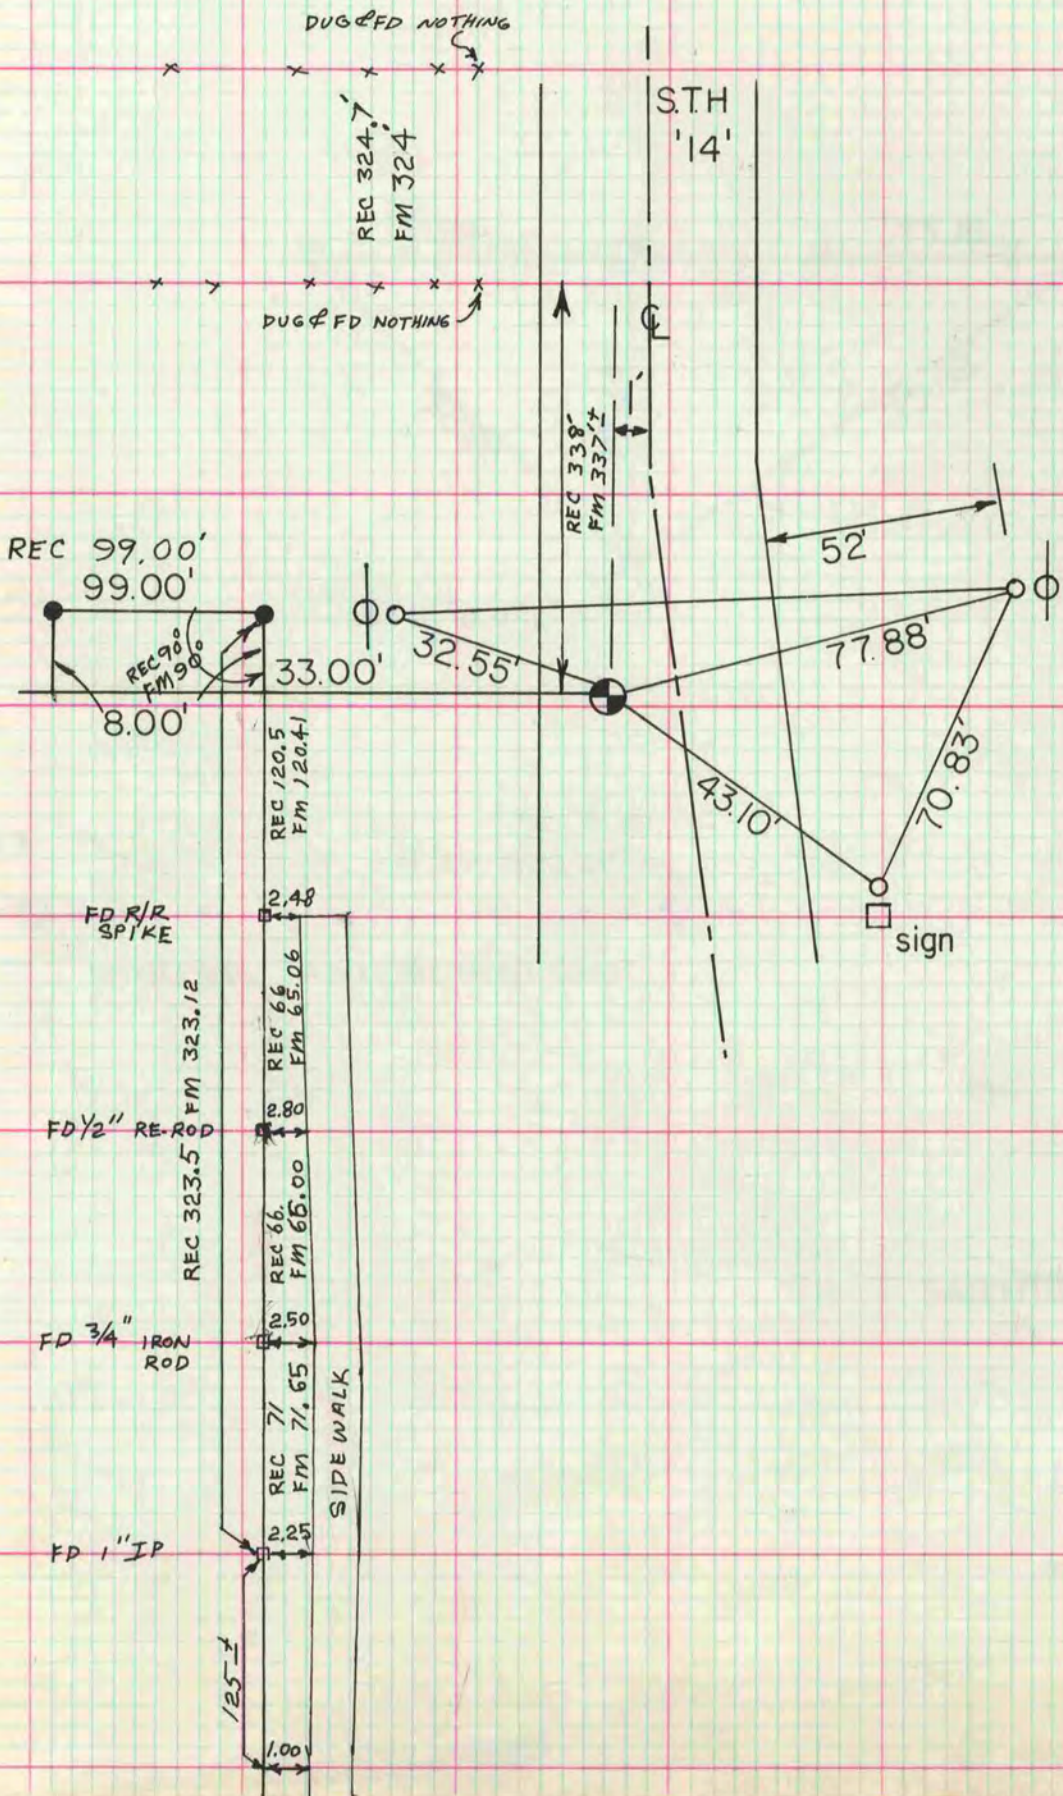 DUG & FD NOTHING
S.T.H
'14'
REC 324.7'
FM 324'
DUG & FD NOTHING
℄
1'
REC 338'
FM 337'±
52'
REC 99.00'
99.00'
REC 90°
FM 90°
33.00'
8.00'
32.55'
77.88'
43.10'
70.83'
REC 120.5
FM 120.41
FD R/R
SPIKE
2.48
sign
REC 66
FM 65.06
REC 323.5 FM 323.12
FD 1/2" RE-ROD
2.80
REC 66.
FM 66.00
FD 3/4" IRON
ROD
2.50
REC 71
FM 71.65
SIDEWALK
FD 1" IP
2.25
125±
1.00